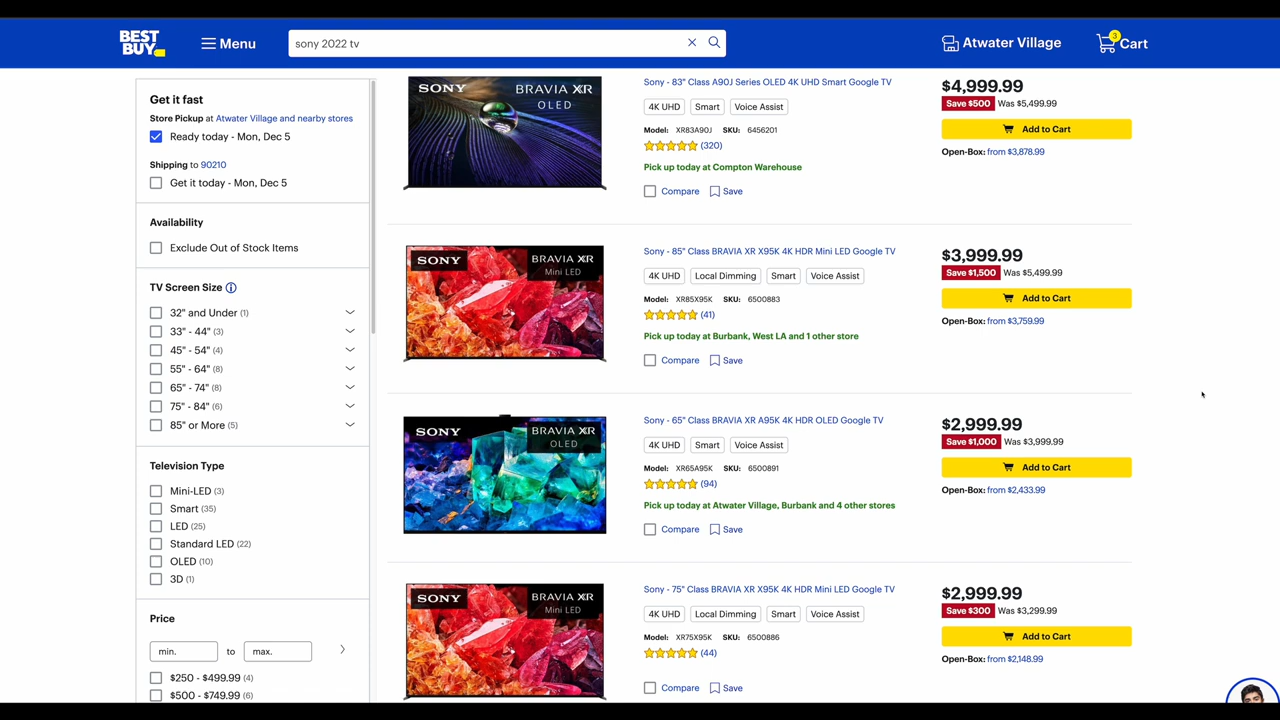 BEST BUY
Menu
sony 2022 tv
Atwater Village
3
Cart
Get it fast
Store Pickup at Atwater Village and nearby stores
Ready today - Mon, Dec 5
Shipping to 90210
Get it today - Mon, Dec 5
Availability
Exclude Out of Stock Items
TV Screen Size
32" and Under (1)
33" - 44" (3)
45" - 54" (4)
55" - 64" (8)
65" - 74" (8)
75" - 84" (6)
85" or More (5)
Television Type
Mini-LED (3)
Smart (35)
LED (25)
Standard LED (22)
OLED (10)
3D (1)
Price
min. to max.
$250 - $499.99 (4)
$500 - $749.99 (6)
SONY
BRAVIA XR
OLED
Sony - 83" Class A90J Series OLED 4K UHD Smart Google TV
4K UHD Smart Voice Assist
Model: XR83A90J SKU: 6456201
(320)
Pick up today at Compton Warehouse
Compare Save
$4,999.99
Save $500 Was $5,499.99
Add to Cart
Open-Box: from $3,878.99
SONY
BRAVIA XR
Mini LED
Sony - 85" Class BRAVIA XR X95K 4K HDR Mini LED Google TV
4K UHD Local Dimming Smart Voice Assist
Model: XR85X95K SKU: 6500883
(41)
Pick up today at Burbank, West LA and 1 other store
Compare Save
$3,999.99
Save $1,500 Was $5,499.99
Add to Cart
Open-Box: from $3,759.99
SONY
BRAVIA XR
OLED
Sony - 65" Class BRAVIA XR A95K 4K HDR OLED Google TV
4K UHD Smart Voice Assist
Model: XR65A95K SKU: 6500891
(94)
Pick up today at Atwater Village, Burbank and 4 other stores
Compare Save
$2,999.99
Save $1,000 Was $3,999.99
Add to Cart
Open-Box: from $2,433.99
SONY
BRAVIA XR
Mini LED
Sony - 75" Class BRAVIA XR X95K 4K HDR Mini LED Google TV
4K UHD Local Dimming Smart Voice Assist
Model: XR75X95K SKU: 6500886
(44)
Compare Save
$2,999.99
Save $300 Was $3,299.99
Add to Cart
Open-Box: from $2,148.99